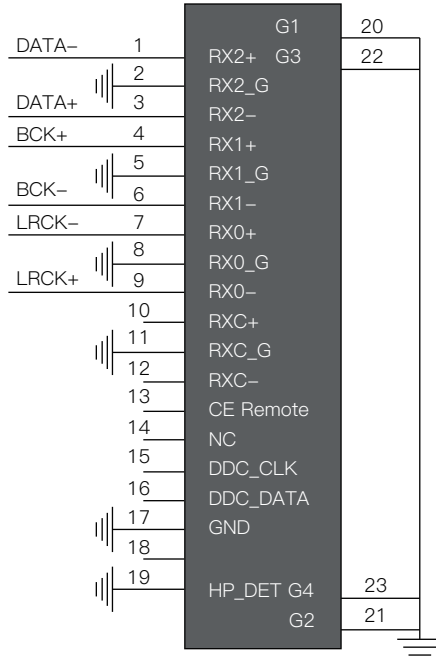 G1 20
DATA– 1 RX2+ G3 22
2 RX2_G
DATA+ 3 RX2–
BCK+ 4 RX1+
5 RX1_G
BCK– 6 RX1–
LRCK– 7 RX0+
8 RX0_G
LRCK+ 9 RX0–
10 RXC+
11 RXC_G
12 RXC–
13 CE Remote
14 NC
15 DDC_CLK
16 DDC_DATA
17 GND
18
19 HP_DET G4 23
G2 21